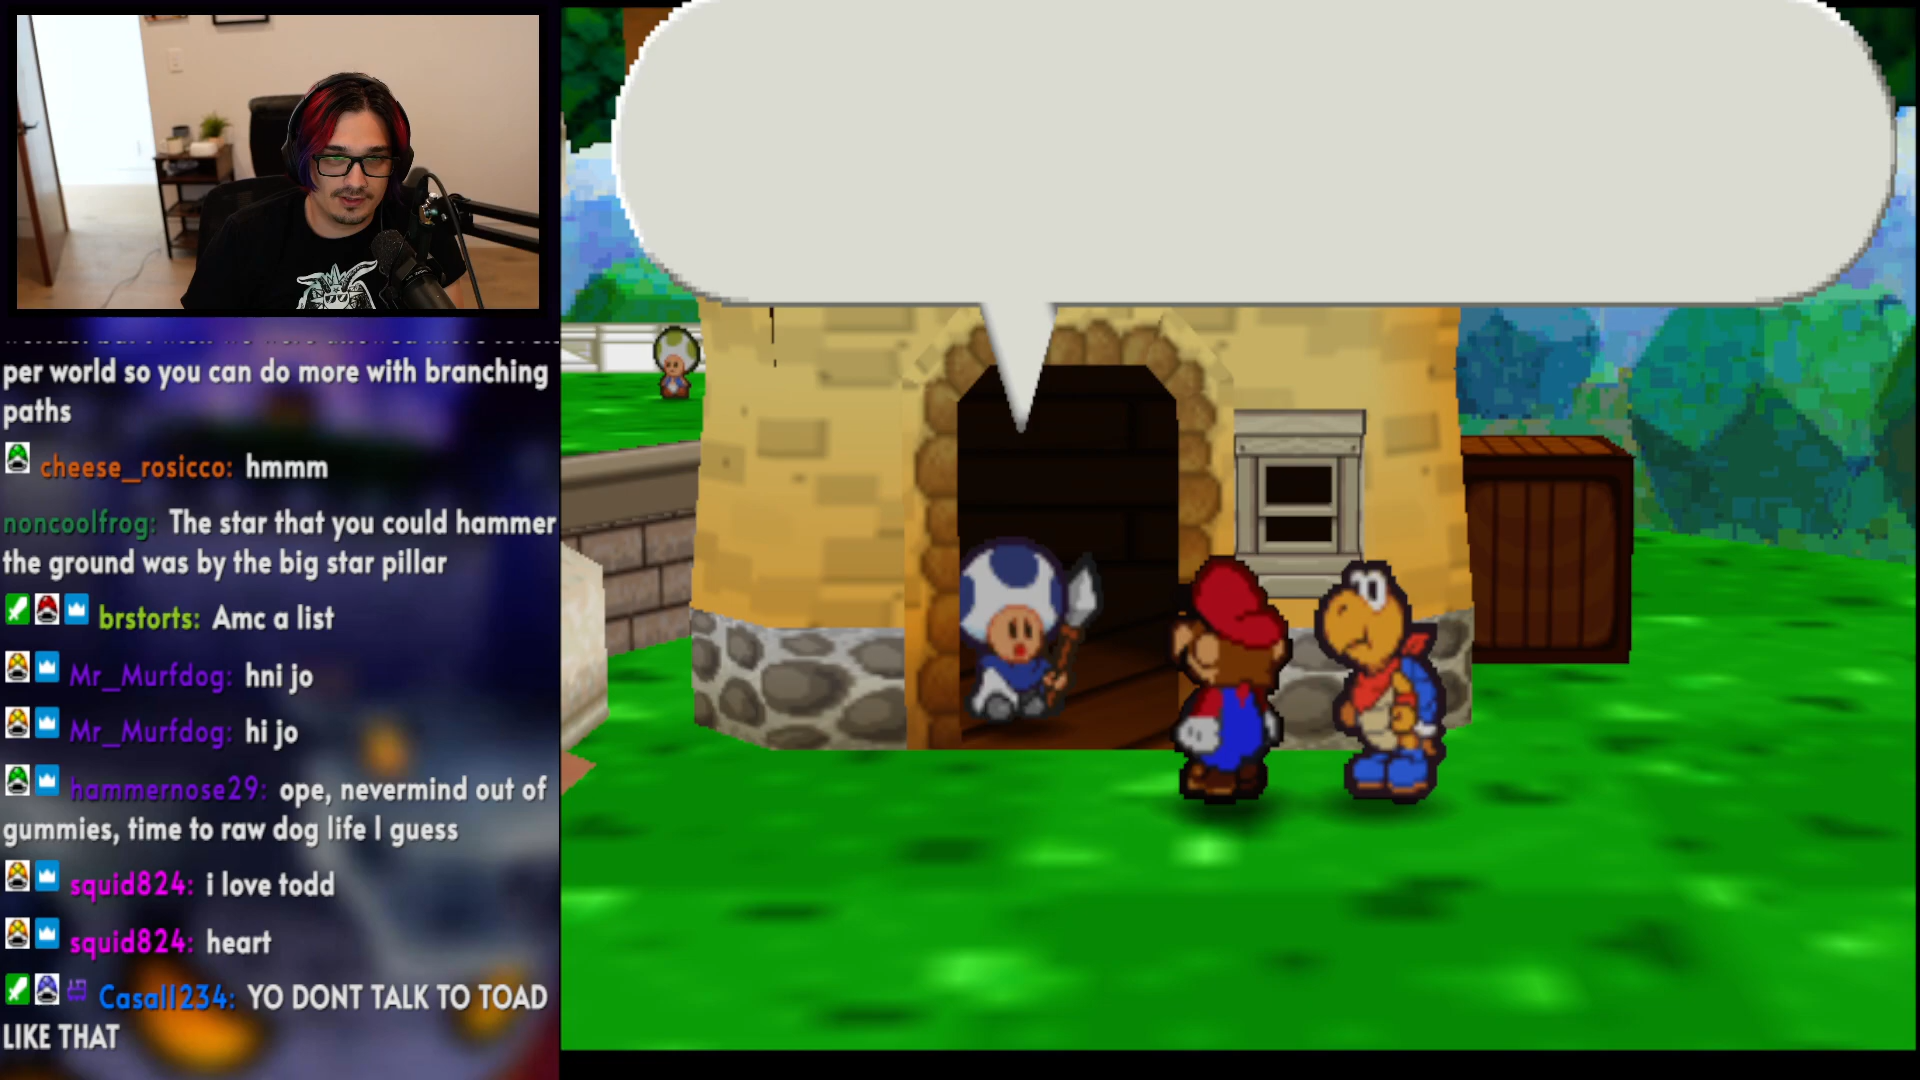 per world so you can do more with branching
paths
cheese_rosicco: hmmm
noncoolfrog: The star that you could hammer
the ground was by the big star pillar
brstorts: Amc a list
Mr_Murfdog: hni jo
Mr_Murfdog: hi jo
hammernose29: ope, nevermind out of
gummies, time to raw dog life I guess
squid824: i love todd
squid824: heart
Casall234: YO DONT TALK TO TOAD
LIKE THAT